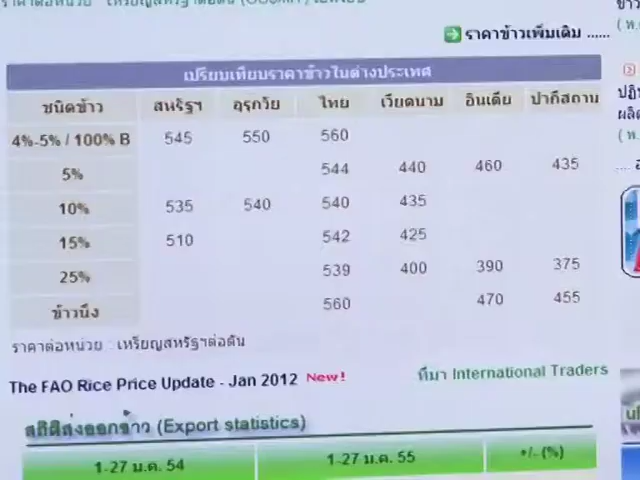 ราคาข้าวเพิ่มเติม ......
เปรียบเทียบราคาข้าวในต่างประเทศ
ชนิดข้าว สหรัฐฯ อุรุกวัย ไทย เวียดนาม อินเดีย ปากีสถาน
4%-5% / 100% B 545 550 560
5% 544 440 460 435
10% 535 540 540 435
15% 510 542 425
25% 539 400 390 375
ข้าวนึ่ง 560 470 455
ราคาต่อหน่วย : เหรียญสหรัฐฯต่อตัน
The FAO Rice Price Update - Jan 2012 New!
ที่มา International Traders
สถิติส่งออกข้าว (Export statistics)
1-27 ม.ค. 54 1-27 ม.ค. 55 +/- (%)